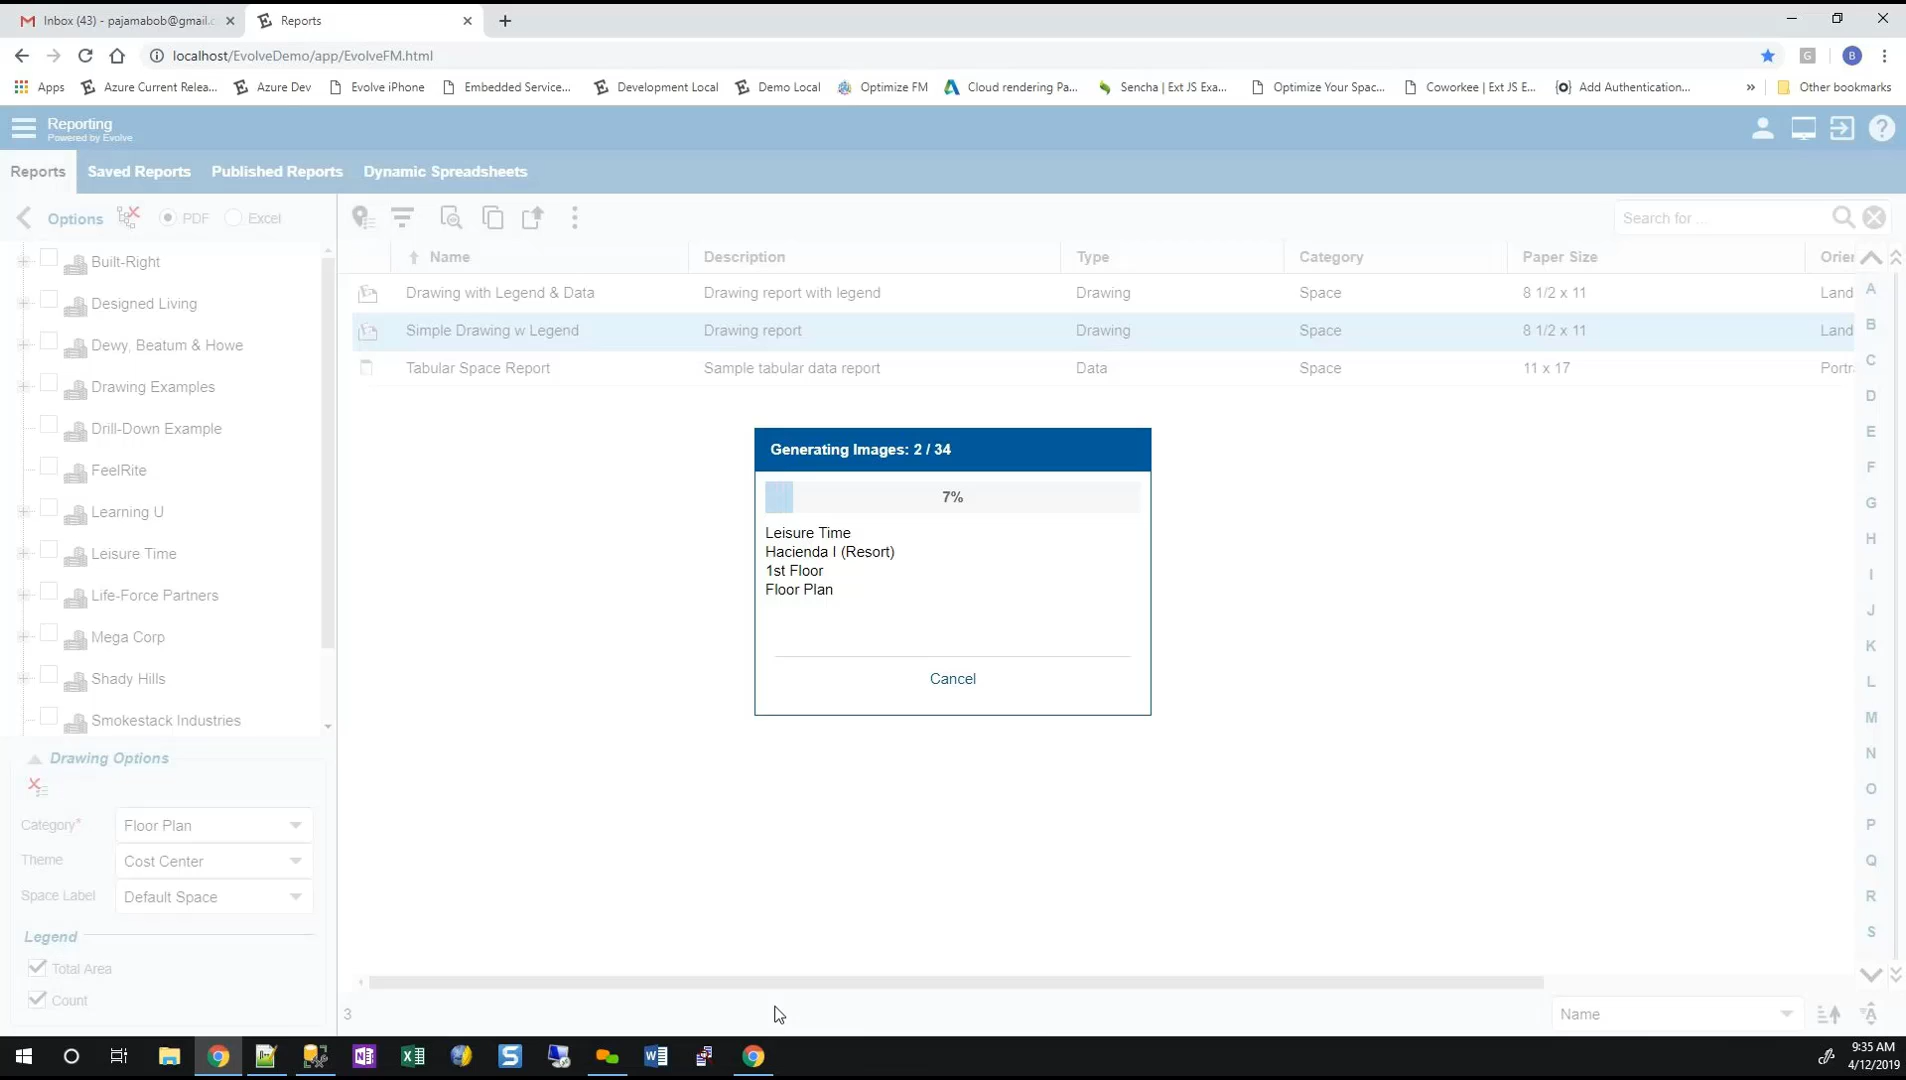 Inbox (43) - pajamabob@gmail.c
Reports
localhost/EvolveDemo/app/EvolveFM.html
B
Apps
Azure Current Relea...
Azure Dev
Evolve iPhone
Embedded Service...
Development Local
Demo Local
Optimize FM
Cloud rendering Pa...
Sencha | Ext JS Exa...
Optimize Your Spac...
Coworkee | Ext JS E...
Add Authentication...
»
Other bookmarks
Reporting
Powered by Evolve
Reports
Saved Reports
Published Reports
Dynamic Spreadsheets
Options
PDF
Excel
Search for ...
Built-Right
Designed Living
Dewy, Beatum & Howe
Drawing Examples
Drill-Down Example
FeelRite
Learning U
Leisure Time
Life-Force Partners
Mega Corp
Shady Hills
Smokestack Industries
Name Description Type Category Paper Size Orie
Drawing with Legend & Data Drawing report with legend Drawing Space 8 1/2 x 11 Land
Simple Drawing w Legend Drawing report Drawing Space 8 1/2 x 11 Land
Tabular Space Report Sample tabular data report Data Space 11 x 17 Portr
Generating Images: 2 / 34
7%
Leisure Time
Hacienda I (Resort)
1st Floor
Floor Plan
Cancel
A
B
C
D
E
F
G
H
I
J
K
L
M
N
O
P
Q
R
S
Drawing Options
Category* Floor Plan
Theme Cost Center
Space Label Default Space
Legend
Total Area
Count
3
Name
9:35 AM
4/12/2019